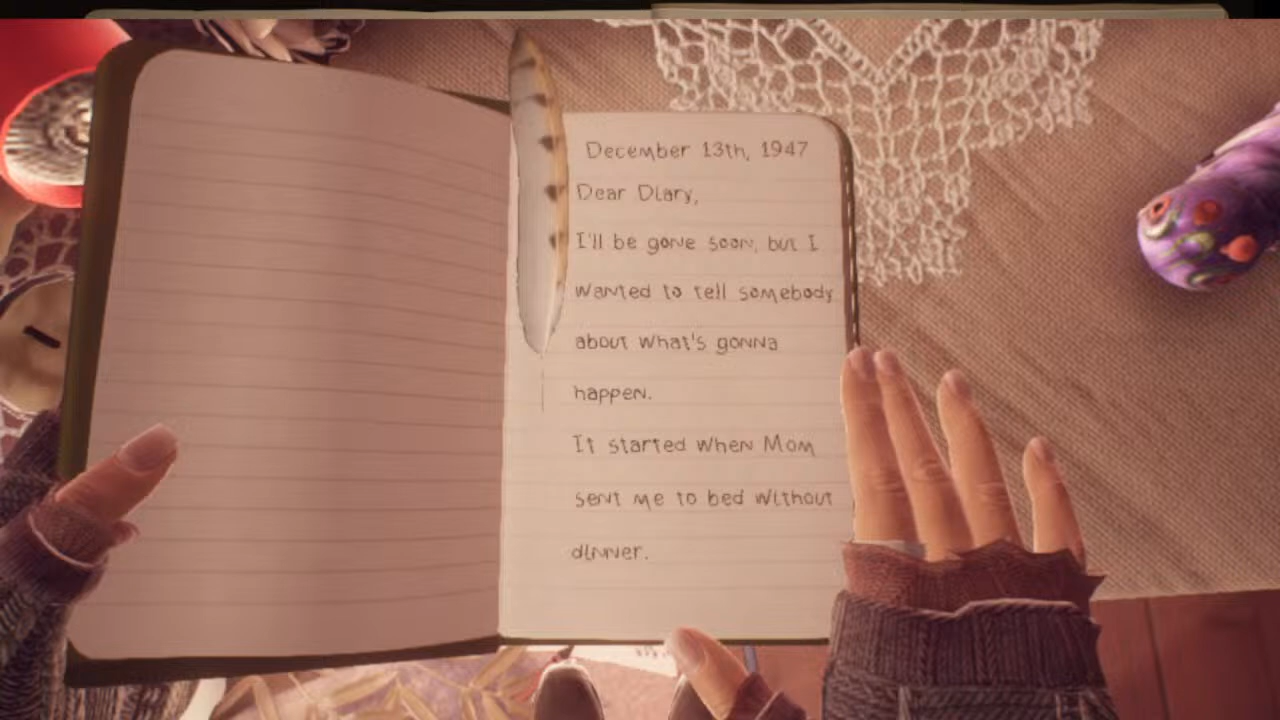 December 13th, 1947
Dear Diary,
I'll be gone soon, but I
wanted to tell somebody
about what's gonna
happen.
It started when Mom
sent me to bed without
dinner.